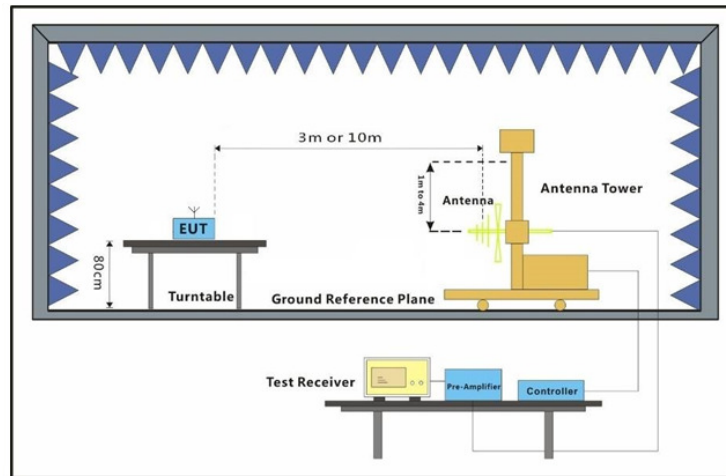 3m or 10m
1m to 4m
Antenna
Antenna Tower
EUT
80cm
Turntable
Ground Reference Plane
Test Receiver
Pre-Amplifier
Controller